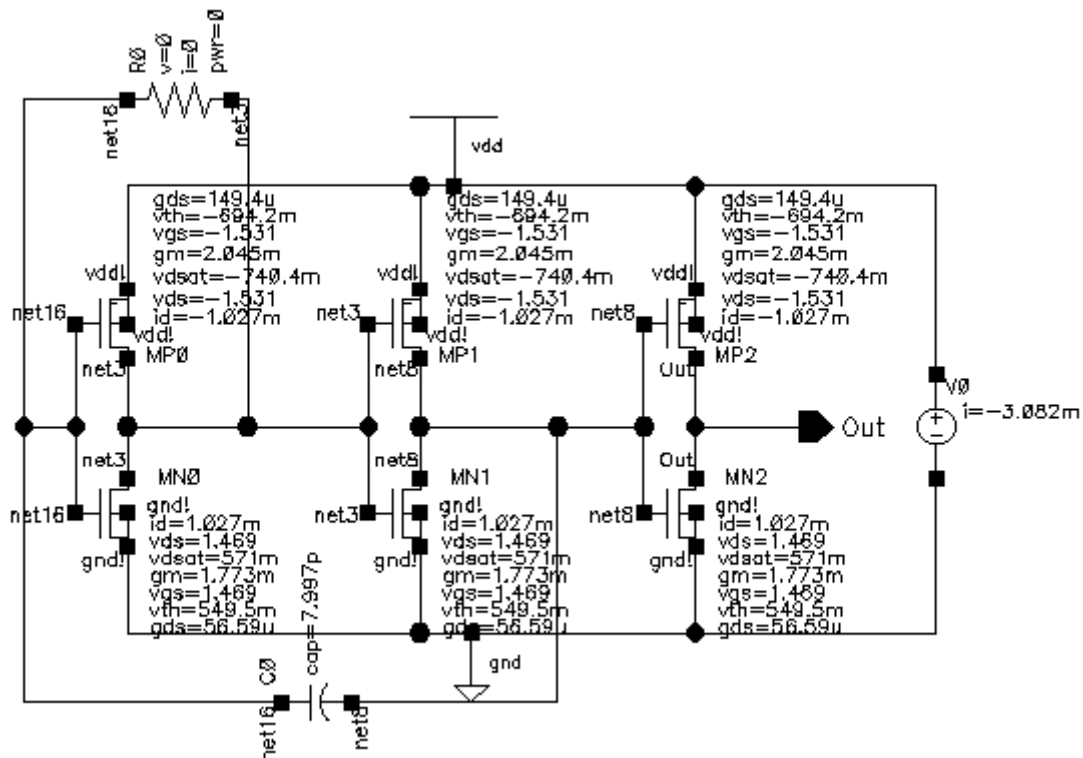 RØ
v=Ø
i=Ø
pwr=Ø
net16
net3
vdd
gds=149.4u
vth=-694.2m
vgs=-1.531
gm=2.045m
vdsat=-740.4m
vds=-1.531
id=-1.027m
vdd!
net16
vdd!
MPØ
net3
gds=149.4u
vth=-694.2m
vgs=-1.531
gm=2.045m
vdsat=-740.4m
vds=-1.531
id=-1.027m
vdd!
net3
vdd!
MP1
net8
gds=149.4u
vth=-694.2m
vgs=-1.531
gm=2.045m
vdsat=-740.4m
vds=-1.531
id=-1.027m
vdd!
net8
vdd!
MP2
Out
VØ
i=-3.082m
Out
net3
MNØ
net16
gnd!
id=1.027m
vds=1.469
vdsat=571m
gm=1.773m
vgs=1.469
vth=549.5m
gds=56.59u
gnd!
net8
MN1
net3
gnd!
id=1.027m
vds=1.469
vdsat=571m
gm=1.773m
vgs=1.469
vth=549.5m
gds=56.59u
gnd!
Out
MN2
net8
gnd!
id=1.027m
vds=1.469
vdsat=571m
gm=1.773m
vgs=1.469
vth=549.5m
gds=56.59u
gnd!
gnd
CØ
cap=7.997p
net16
net8